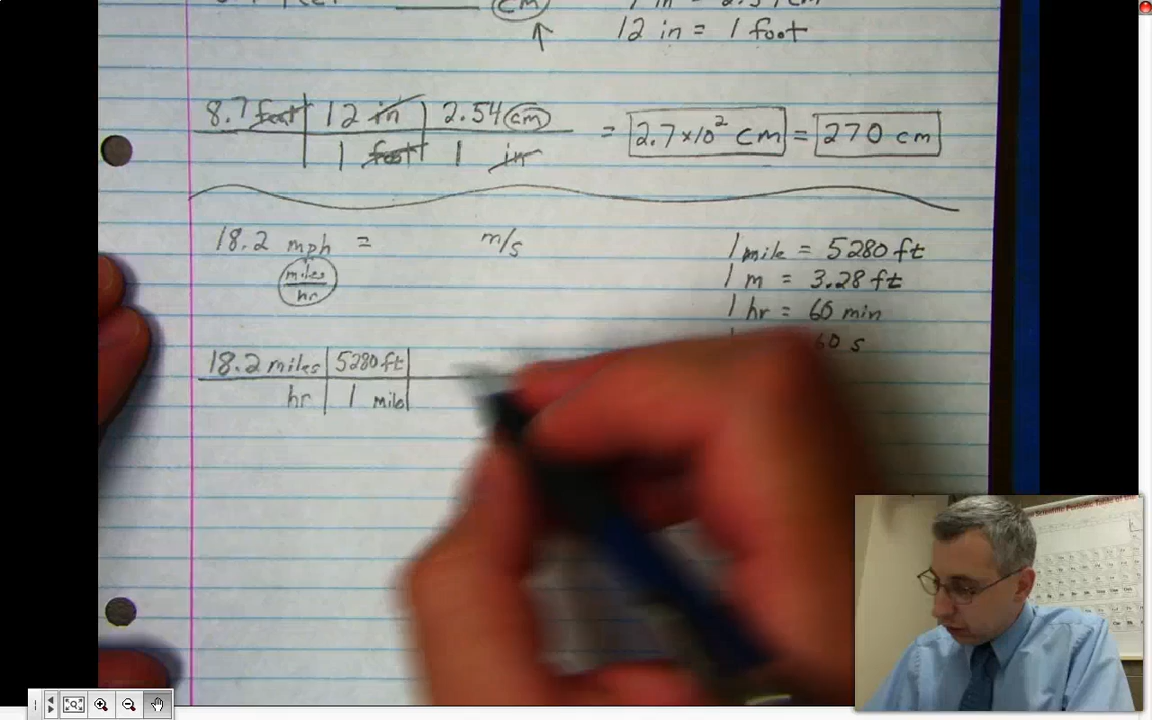 12 in = 1 foot
8.7 feet | 12 in | 2.54 cm = 2.7×10² cm = 270 cm
1 foot | 1 in
18.2 mph = m/s
miles
hr
1 mile = 5280 ft
1 m = 3.28 ft
1 hr = 60 min
60 s
18.2 miles | 5280 ft
hr | 1 mile